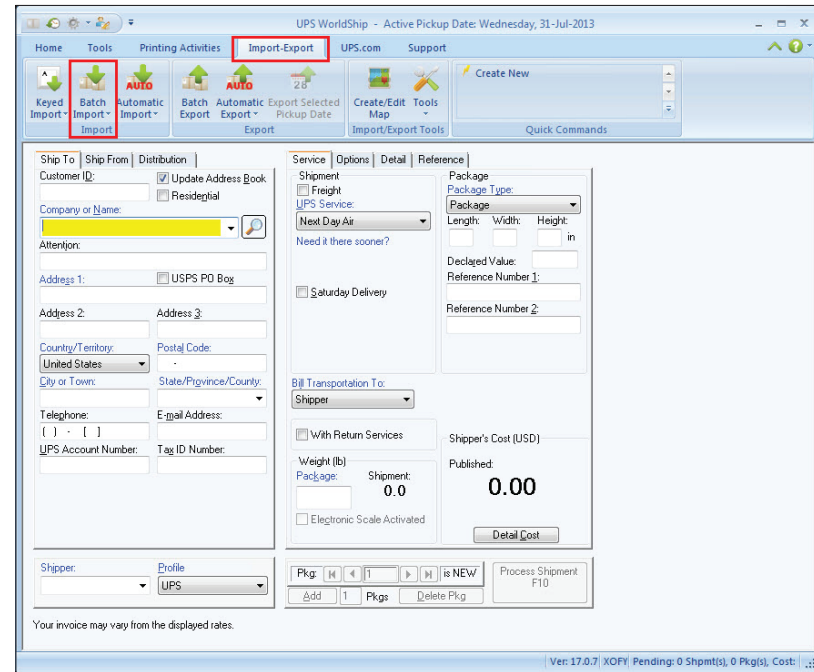 UPS WorldShip - Active Pickup Date: Wednesday, 31-Jul-2013
Home Tools Printing Activities Import-Export UPS.com Support
Keyed Import Batch Import AUTO Automatic Import Batch Export AUTO Automatic Export 28 Export Selected Pickup Date Create/Edit Map Tools Create New
Import Export Import/Export Tools Quick Commands
Ship To Ship From Distribution
Customer ID: Update Address Book
Residential
Company or Name:
Attention:
Address 1: USPS PO Box
Address 2: Address 3:
Country/Territory: Postal Code:
United States -
City or Town: State/Province/County:
Telephone: E-mail Address:
( ) - [ ]
UPS Account Number: Tax ID Number:
Shipper: Profile
UPS
Service Options Detail Reference
Shipment
Freight
UPS Service:
Next Day Air
Need it there sooner?
Saturday Delivery
Package
Package Type:
Package
Length: Width: Height:
in
Declared Value:
Reference Number 1:
Reference Number 2:
Bill Transportation To:
Shipper
With Return Services
Weight (lb)
Package: Shipment:
0.0
Electronic Scale Activated
Shipper's Cost (USD)
Published:
0.00
Detail Cost
Pkg: 1 is NEW
Add 1 Pkgs Delete Pkg
Process Shipment
F10
Your invoice may vary from the displayed rates.
Ver: 17.0.7 XOFY Pending: 0 Shpmt(s), 0 Pkg(s), Cost: